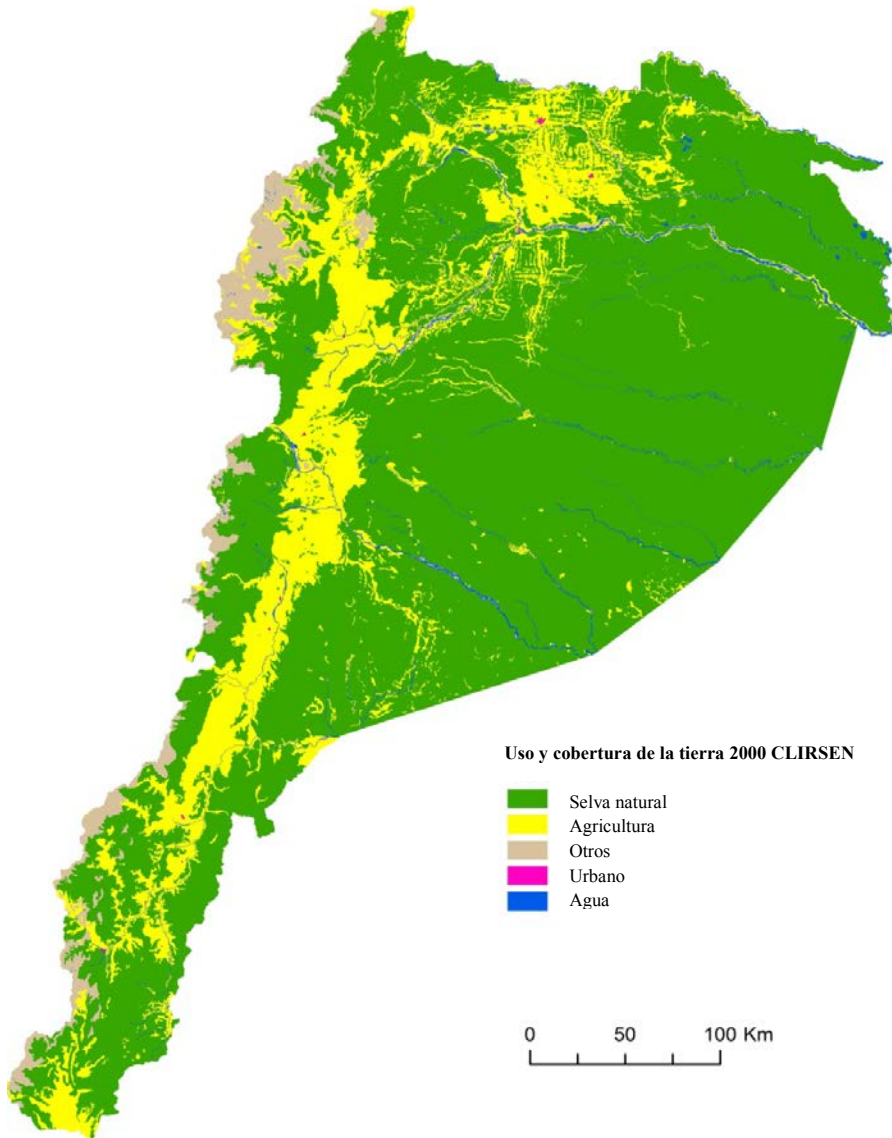 Uso y cobertura de la tierra 2000 CLIRSEN
Selva natural
Agricultura
Otros
Urbano
Agua
0 50 100 Km